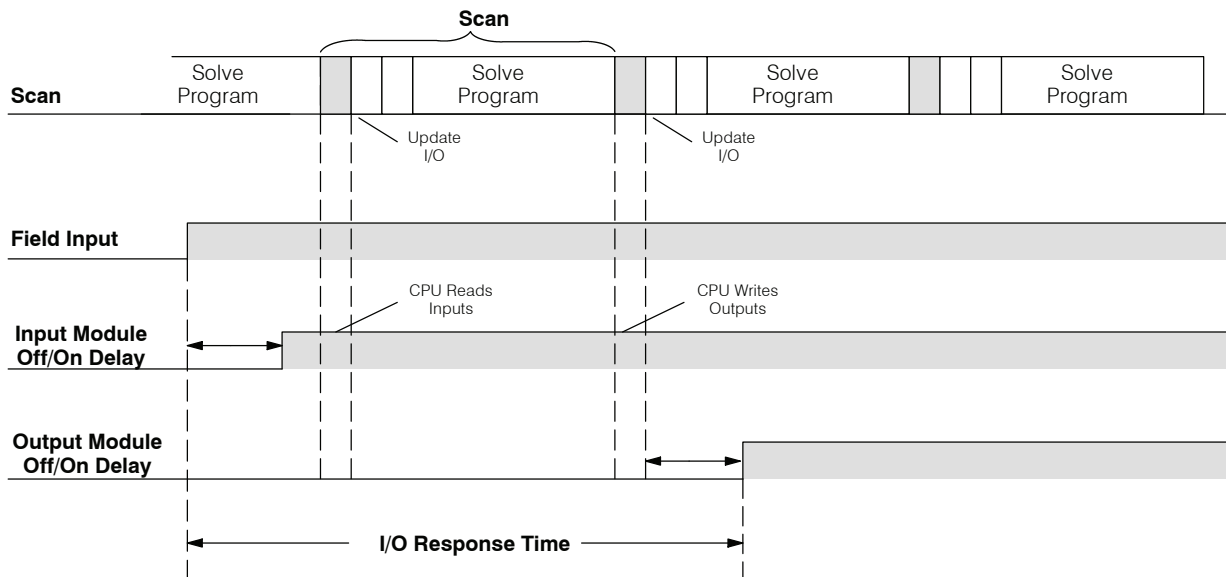 Scan
Scan
Solve
Program
Solve
Program
Solve
Program
Solve
Program
Update
I/O
Update
I/O
Field Input
CPU Reads
Inputs
CPU Writes
Outputs
Input Module
Off/On Delay
Output Module
Off/On Delay
I/O Response Time